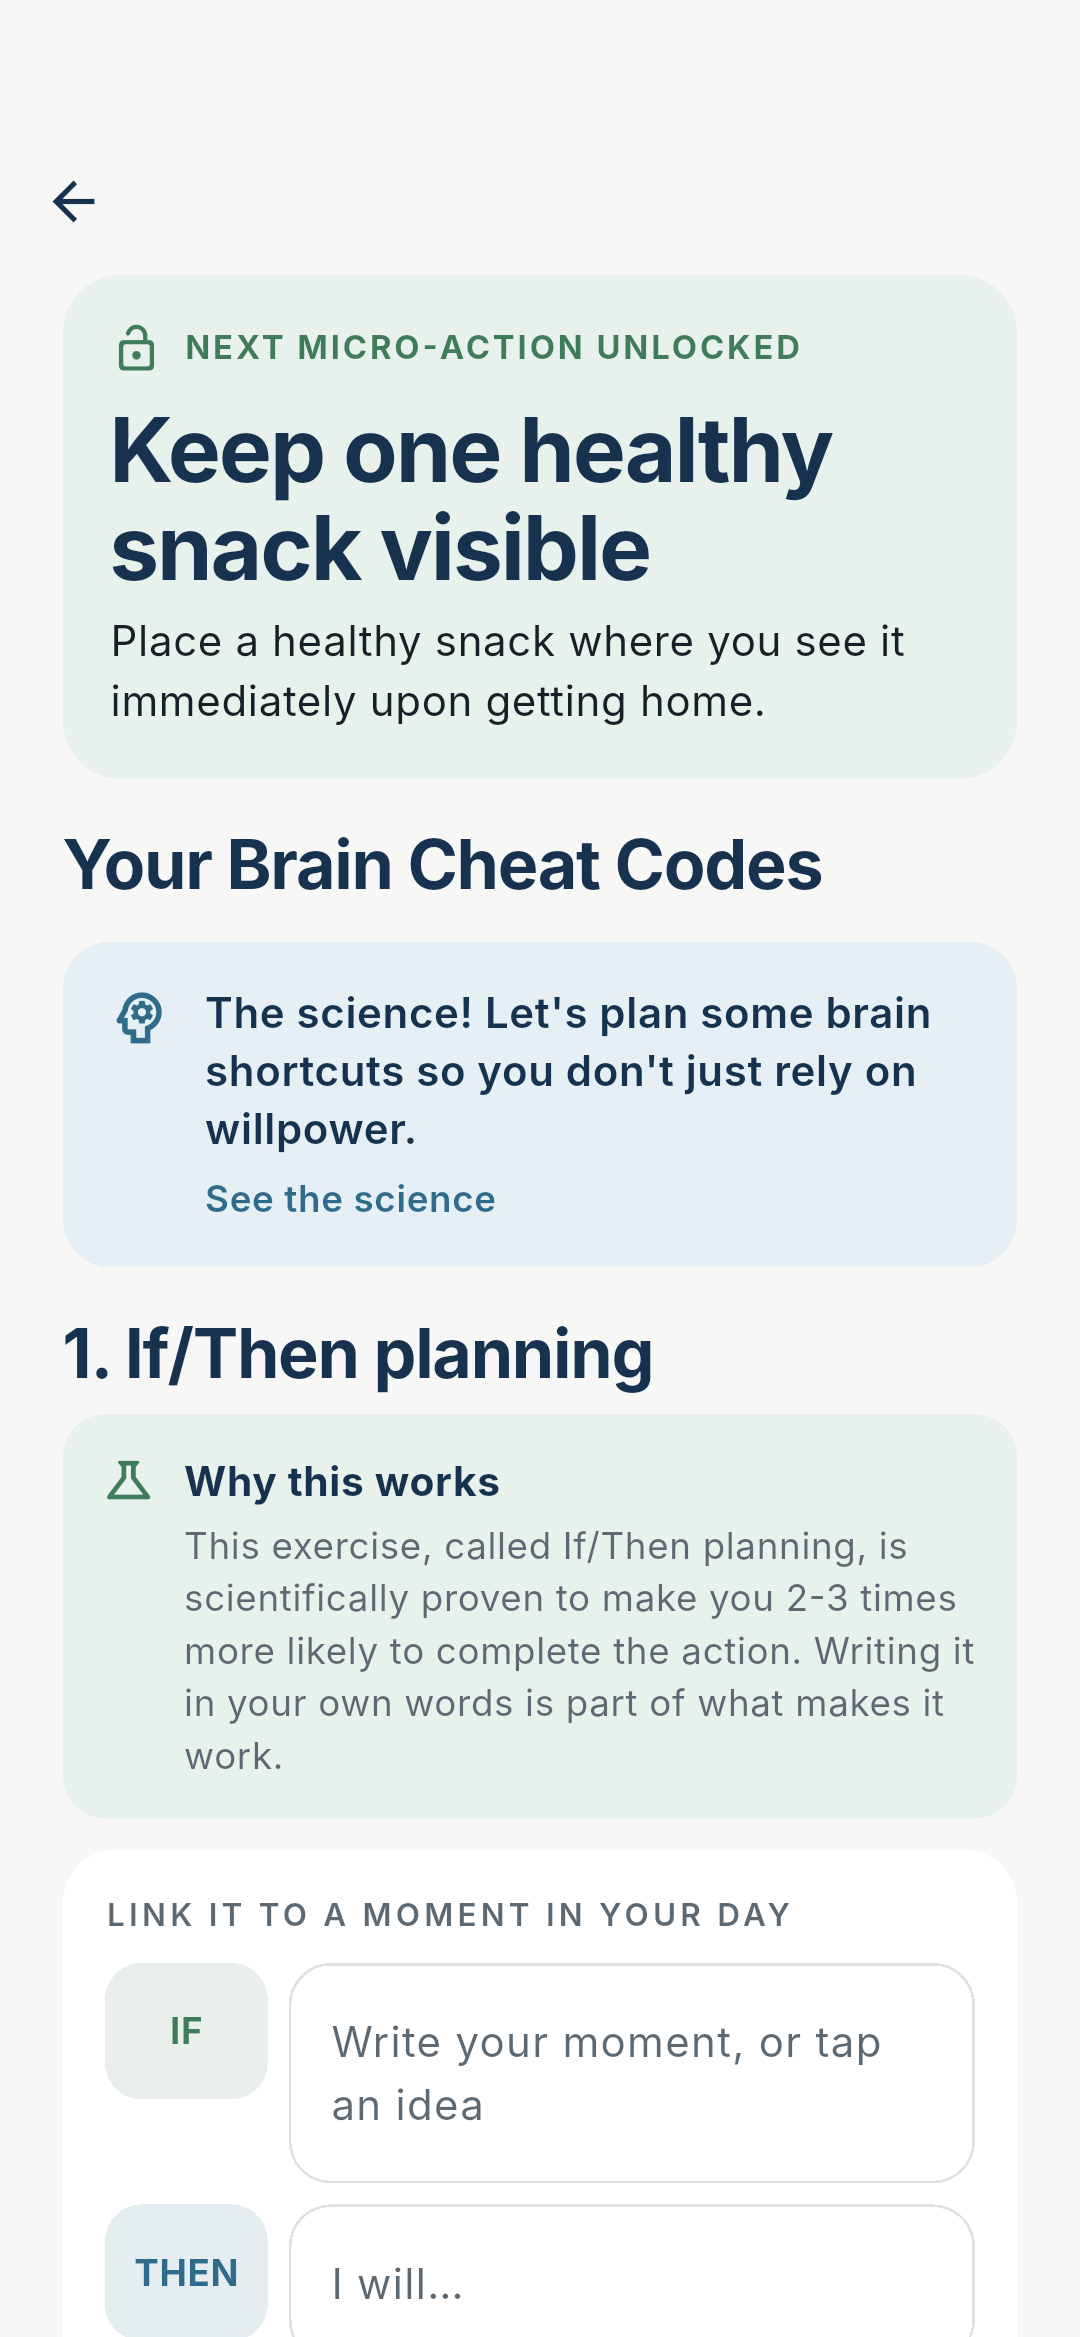 NEXT MICRO-ACTION UNLOCKED
Keep one healthy
snack visible
Place a healthy snack where you see it
immediately upon getting home.
Your Brain Cheat Codes
The science! Let's plan some brain
shortcuts so you don't just rely on
willpower.
See the science
1. If/Then planning
Why this works
This exercise, called If/Then planning, is
scientifically proven to make you 2-3 times
more likely to complete the action. Writing it
in your own words is part of what makes it
work.
LINK IT TO A MOMENT IN YOUR DAY
IF
Write your moment, or tap
an idea
THEN
I will...